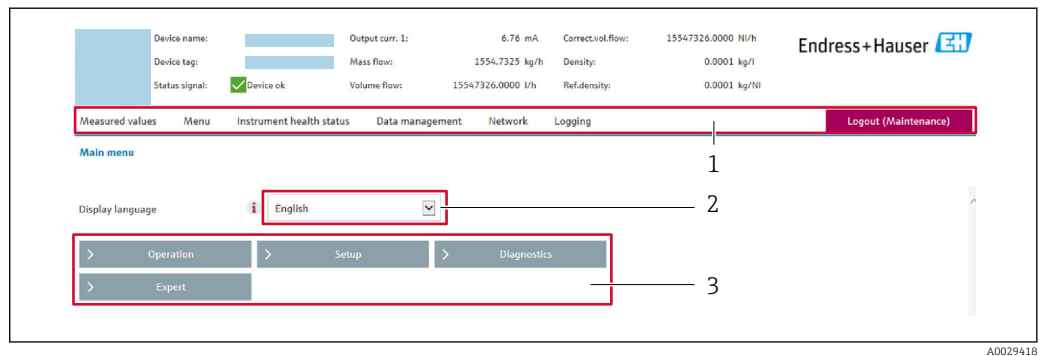 Device name: Output curr. 1: 6.76 mA Correct.vol.flow: 15547326.0000 Nl/h
Device tag: Mass flow: 1554.7325 kg/h Density: 0.0001 kg/l
Status signal: Device ok Volume flow: 15547326.0000 l/h Ref.density: 0.0001 kg/Nl
Endress+Hauser EH
Measured values Menu Instrument health status Data management Network Logging Logout (Maintenance)
1
Main menu
Display language i English 2
> Operation > Setup > Diagnostics
> Expert 3
A0029418